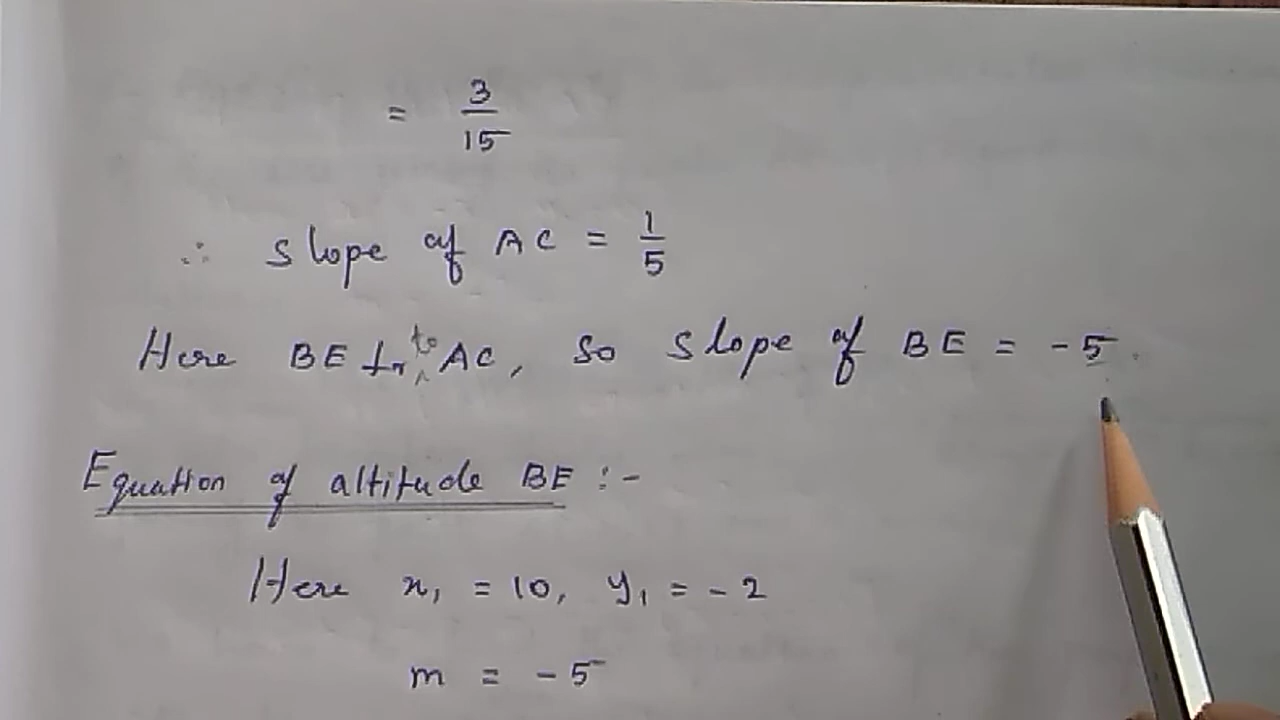 = 3/15
∴ slope of AC = 1/5
Here BE ⊥r to AC, so slope of BE = -5
Equation of altitude BE :-
Here x₁ = 10, y₁ = -2
m = -5